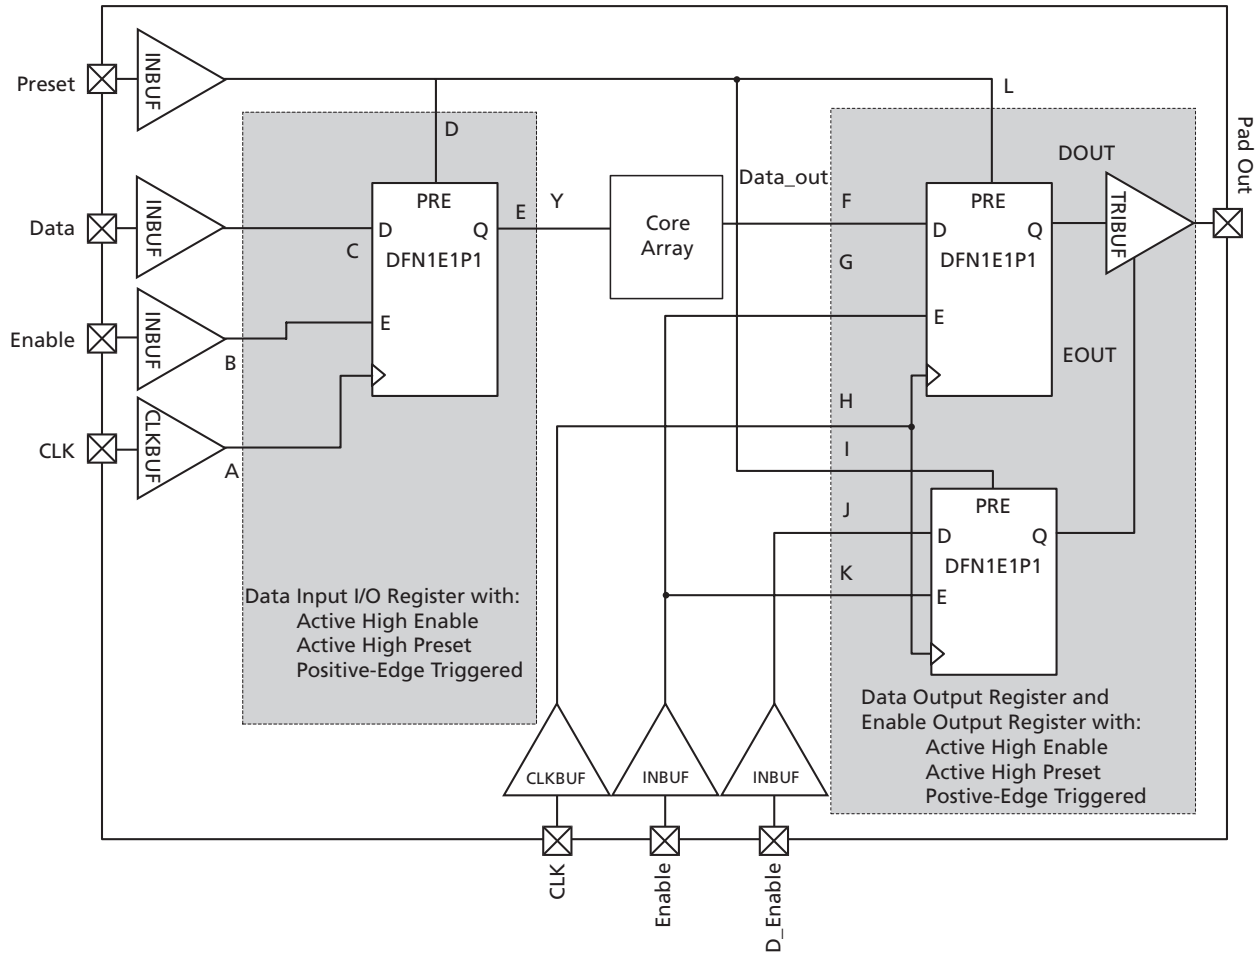 Preset
INBUF
L
D
Pad Out
DOUT
Data_out
PRE
PRE
Data
INBUF
D
Q
E
Y
Core
Array
F
D
Q
TRIBUF
C
DFN1E1P1
G
DFN1E1P1
Enable
INBUF
B
E
E
EOUT
H
CLK
CLKBUF
A
I
PRE
J
D
Q
DFN1E1P1
K
E
Data Input I/O Register with:
Active High Enable
Active High Preset
Positive-Edge Triggered
Data Output Register and
Enable Output Register with:
Active High Enable
Active High Preset
Postive-Edge Triggered
CLKBUF
INBUF
INBUF
CLK
Enable
D_Enable